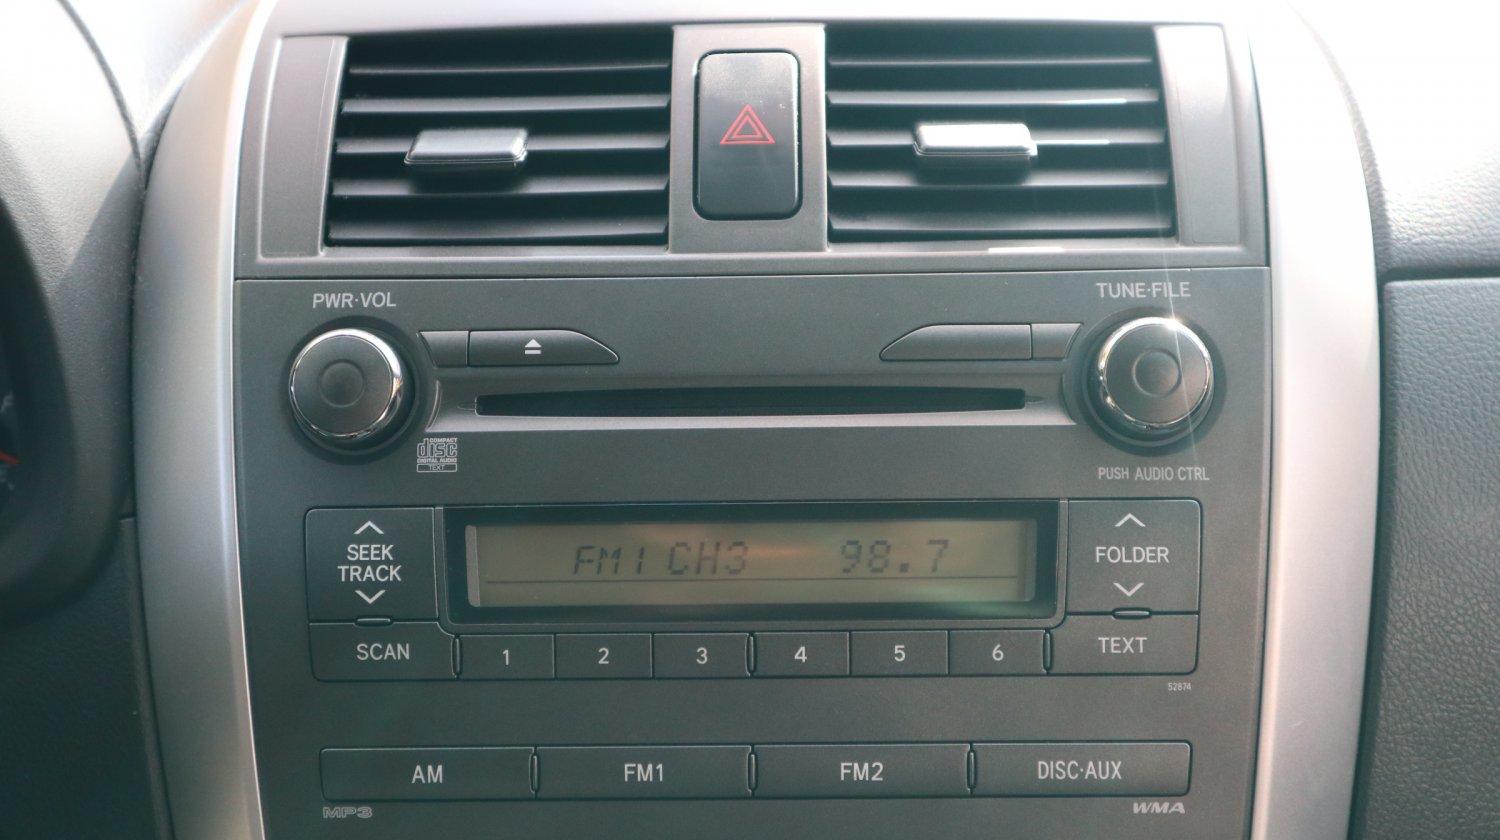 PWR·VOL
TUNE·FILE
COMPACT
disc
DIGITAL AUDIO
TEXT
PUSH AUDIO CTRL
SEEK
TRACK
FM1 CH3 98.7
FOLDER
SCAN
1 2 3 4 5 6
TEXT
52874
AM FM1 FM2 DISC·AUX
MP3 WMA